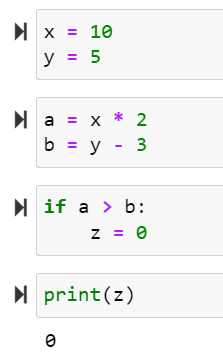 x = 10
y = 5
a = x * 2
b = y - 3
if a > b:
    z = 0
print(z)
0